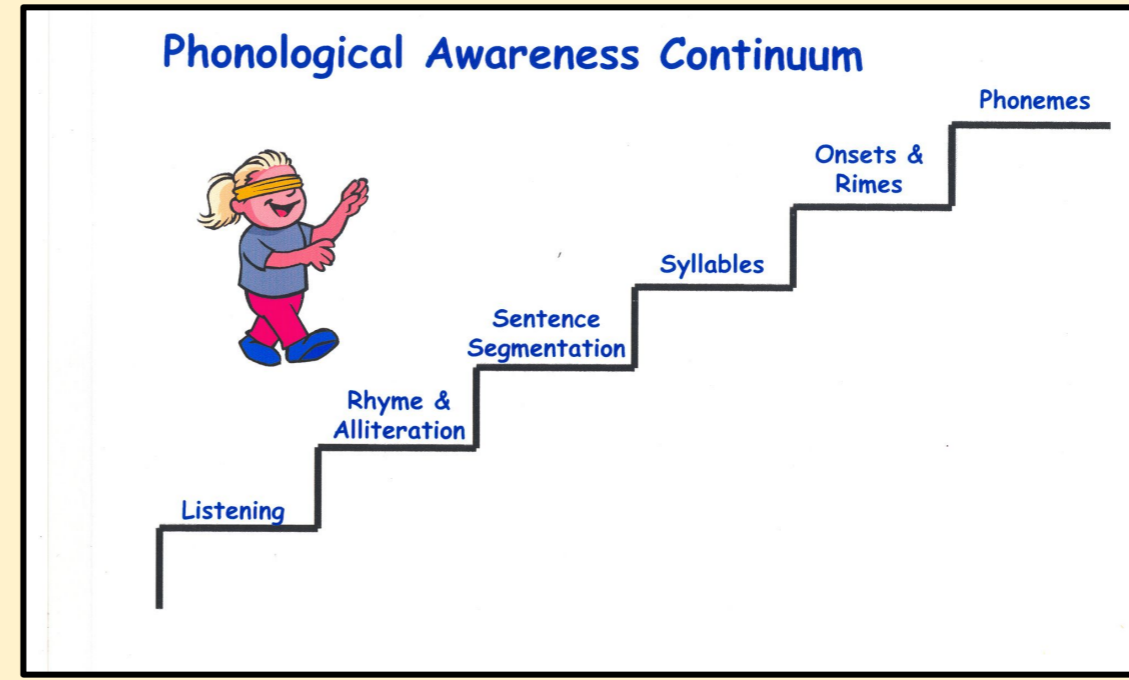 Phonological Awareness Continuum
Phonemes
Onsets &
Rimes
Syllables
Sentence
Segmentation
Rhyme &
Alliteration
Listening